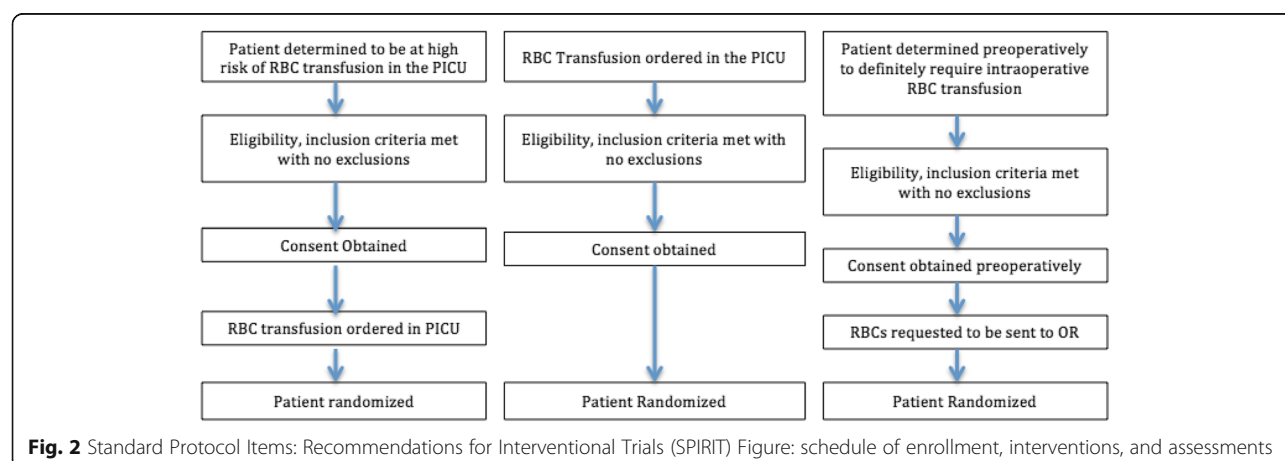 Patient determined to be at high
risk of RBC transfusion in the PICU
Eligibility, inclusion criteria met
with no exclusions
Consent Obtained
RBC transfusion ordered in PICU
Patient randomized
RBC Transfusion ordered in the PICU
Eligibility, inclusion criteria met with
no exclusions
Consent obtained
Patient Randomized
Patient determined preoperatively
to definitely require intraoperative
RBC transfusion
Eligibility, inclusion criteria met
with no exclusions
Consent obtained preoperatively
RBCs requested to be sent to OR
Patient Randomized
Fig. 2 Standard Protocol Items: Recommendations for Interventional Trials (SPIRIT) Figure: schedule of enrollment, interventions, and assessments